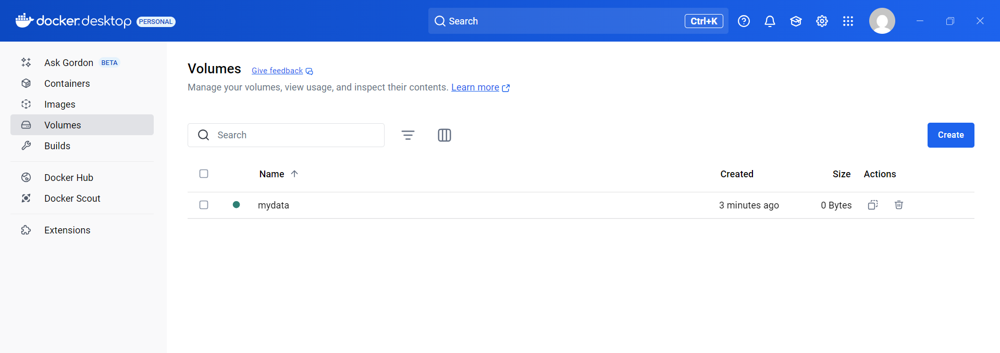 docker.desktop PERSONAL
Search Ctrl+K
Ask Gordon BETA
Containers
Images
Volumes
Builds
Docker Hub
Docker Scout
Extensions
Volumes Give feedback
Manage your volumes, view usage, and inspect their contents. Learn more
Search
Create
Name Created Size Actions
mydata 3 minutes ago 0 Bytes